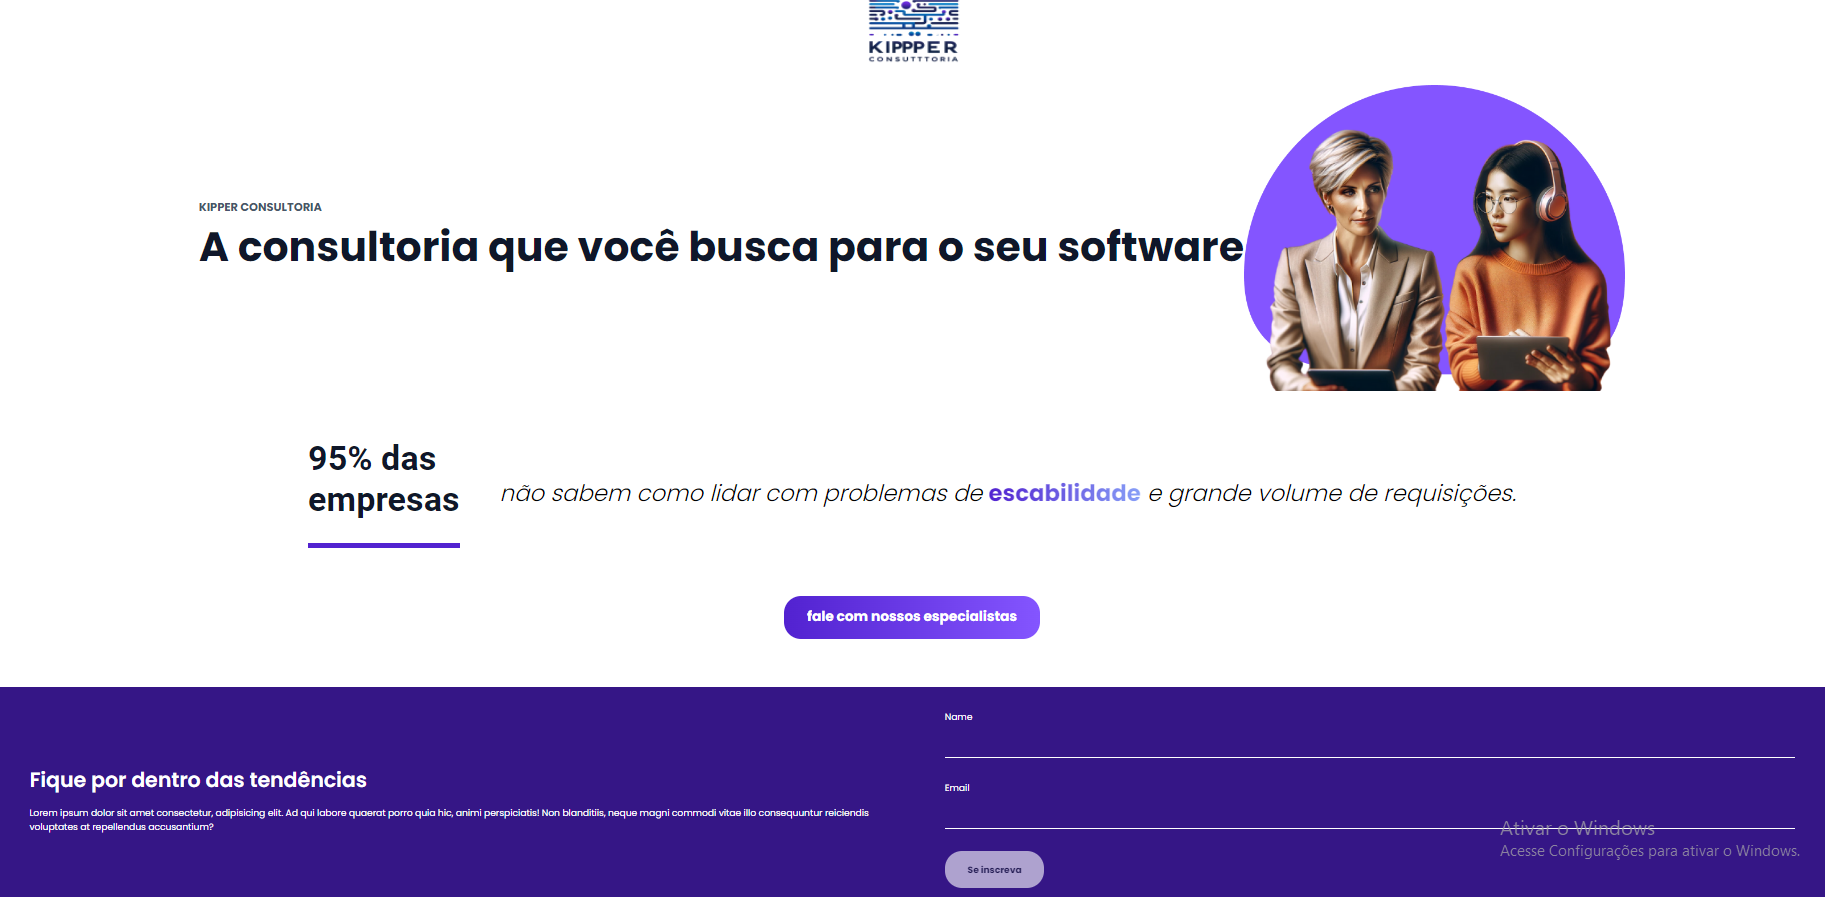 KIPPPER
CONSUTTTORIA
KIPPER CONSULTORIA
A consultoria que você busca para o seu software
95% das
empresas
não sabem como lidar com problemas de escabilidade e grande volume de requisições.
fale com nossos especialistas
Fique por dentro das tendências
Lorem ipsum dolor sit amet consectetur, adipisicing elit. Ad qui labore quaerat porro quia hic, animi perspiciatis! Non blanditiis, neque magni commodi vitae illo consequuntur reiciendis
voluptates at repellendus accusantium?
Name
Email
Se inscreva
Ativar o Windows
Acesse Configurações para ativar o Windows.